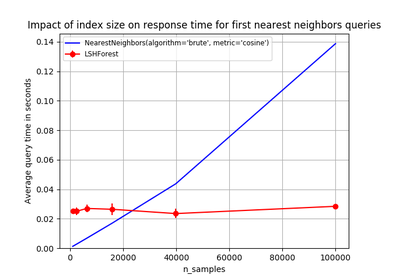 Impact of index size on response time for first nearest neighbors queries
NearestNeighbors(algorithm='brute', metric='cosine')
LSHForest
Average query time in seconds
0.14
0.12
0.10
0.08
0.06
0.04
0.02
0.00
0
20000
40000
60000
80000
100000
n_samples